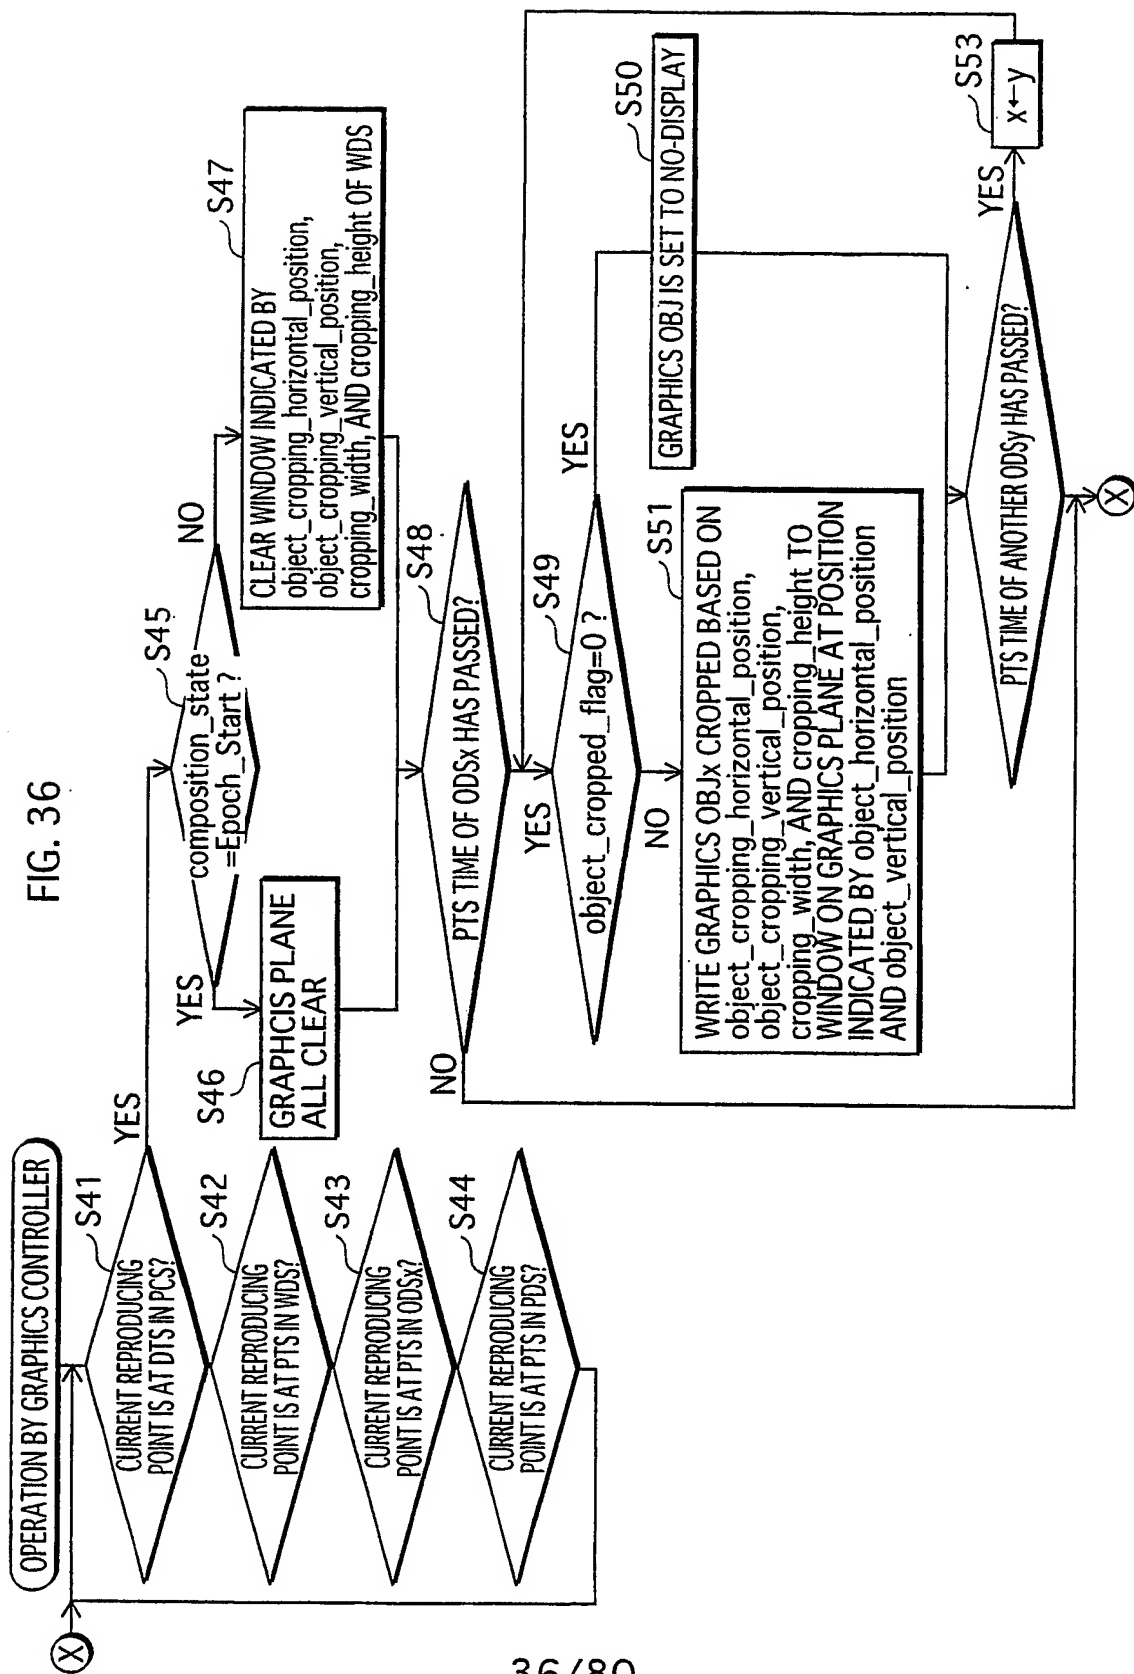 FIG. 36
OPERATION BY GRAPHICS CONTROLLER
X
S41
CURRENT REPRODUCING
POINT IS AT DTS IN PCS?
YES
S42
CURRENT REPRODUCING
POINT IS AT PTS IN WDS?
S43
CURRENT REPRODUCING
POINT IS AT PTS IN ODSx?
S44
CURRENT REPRODUCING
POINT IS AT PTS IN PDS?
S45
composition_state
=Epoch_Start ?
YES
NO
S46
GRAPHCIS PLANE
ALL CLEAR
S47
CLEAR WINDOW INDICATED BY
object_cropping_horizontal_position,
object_cropping_vertical_position,
cropping_width, AND cropping_height OF WDS
S48
PTS TIME OF ODSx HAS PASSED?
NO
YES
S49
object_cropped_flag=0 ?
YES
NO
S50
GRAPHICS OBJ IS SET TO NO-DISPLAY
S51
WRITE GRAPHICS OBJx CROPPED BASED ON
object_cropping_horizontal_position,
object_cropping_vertical_position,
cropping_width, AND cropping_height TO
WINDOW ON GRAPHICS PLANE AT POSITION
INDICATED BY object_horizontal_position
AND object_vertical_position
PTS TIME OF ANOTHER ODSy HAS PASSED?
YES
S53
x←y
X
36/80